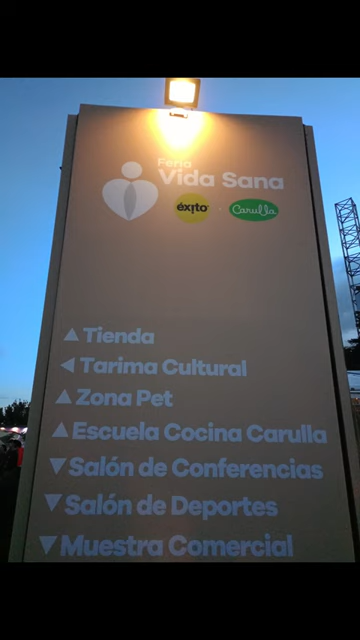 Feria
Vida Sana
éxito Carulla
▲ Tienda
◀ Tarima Cultural
▲ Zona Pet
▲ Escuela Cocina Carulla
▼ Salón de Conferencias
▼ Salón de Deportes
▼ Muestra Comercial